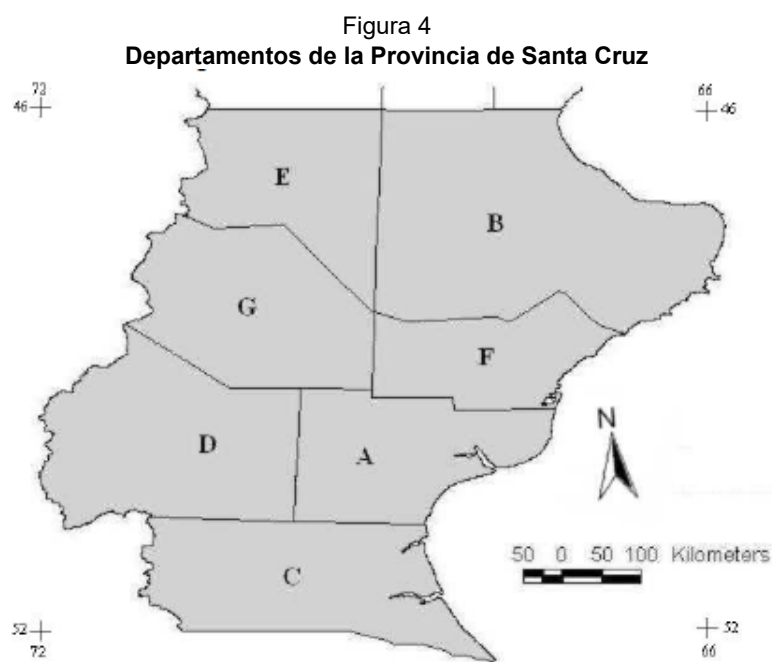 Figura 4
Departamentos de la Provincia de Santa Cruz
72
46
66
46
E
B
G
F
N
D
A
50 0 50 100 Kilometers
C
52
72
52
66